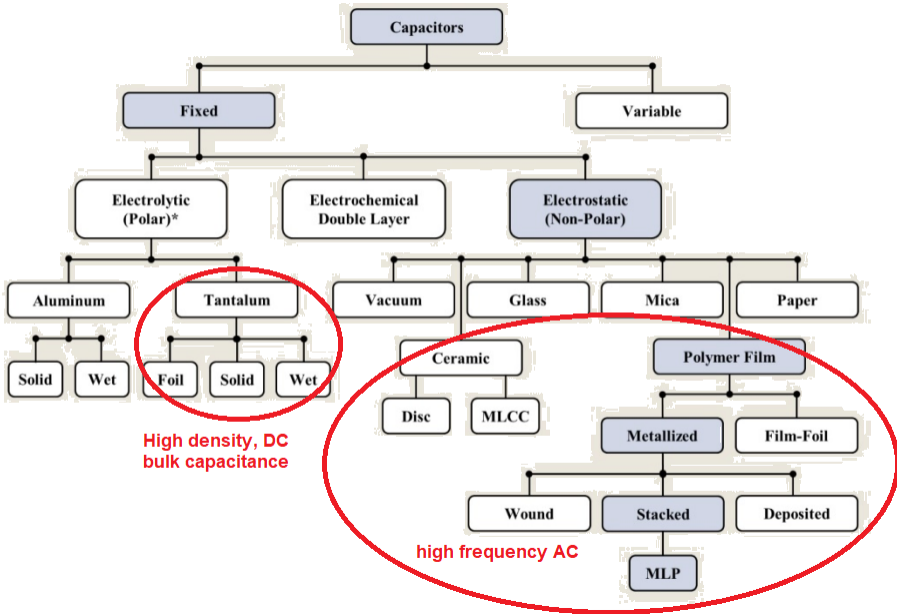 Capacitors
Fixed
Variable
Electrolytic
(Polar)*
Electrochemical
Double Layer
Electrostatic
(Non-Polar)
Aluminum
Tantalum
Vacuum
Glass
Mica
Paper
Ceramic
Polymer Film
Solid
Wet
Foil
Solid
Wet
Disc
MLCC
Metallized
Film-Foil
High density, DC
bulk capacitance
Wound
Stacked
Deposited
high frequency AC
MLP